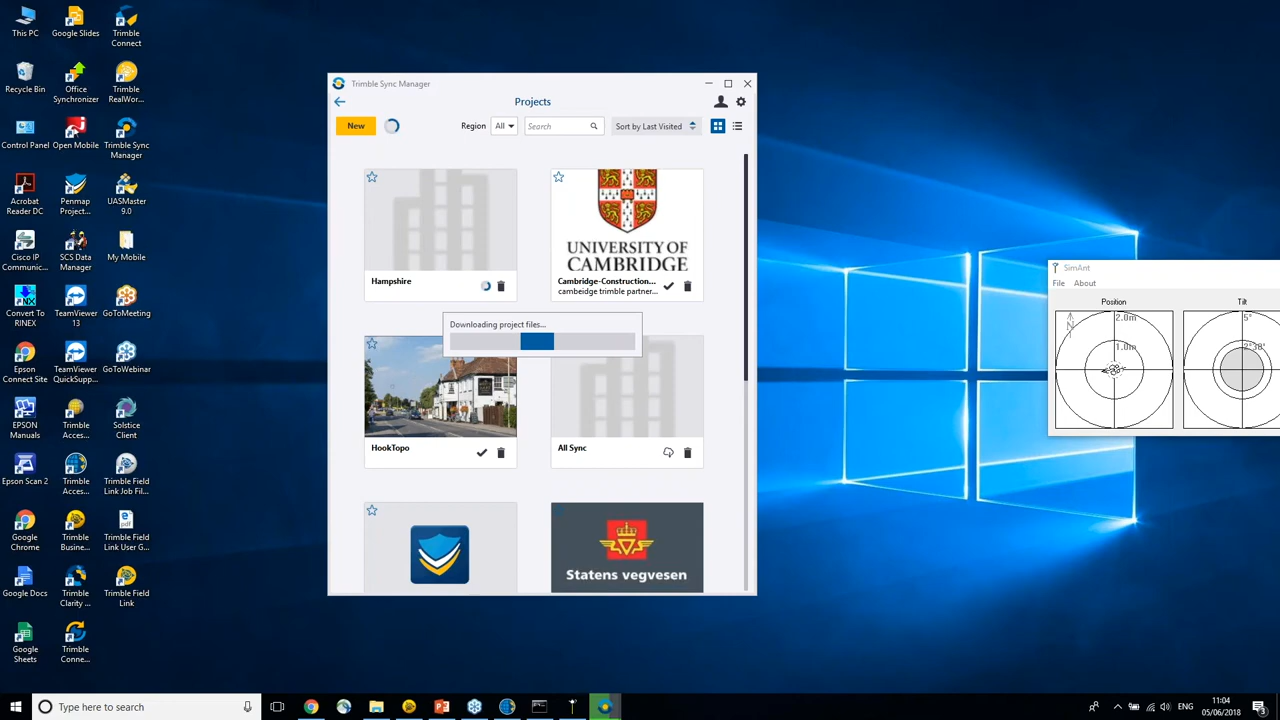 This PC
Google Slides
Trimble
Connect
Recycle Bin
Office
Synchronizer
Trimble
RealWor...
Control Panel
Open Mobile
Trimble Sync
Manager
Acrobat
Reader DC
Penmap
Project...
UASMaster
9.0
Cisco IP
Communic...
SCS Data
Manager
My Mobile
Convert To
RINEX
TeamViewer
13
GoToMeeting
Epson
Connect Site
TeamViewer
QuickSupp...
GoToWebinar
EPSON
Manuals
Trimble
Acces...
Solstice
Client
Epson Scan 2
Trimble
Acces...
Trimble Field
Link Job Fil...
Google
Chrome
Trimble
Busine...
Trimble Field
Link User G...
Google Docs
Trimble
Clarity ...
Trimble Field
Link
Google
Sheets
Trimble
Conne...
Trimble Sync Manager
Projects
New
Region
All
Search
Sort by Last Visited
Hampshire
UNIVERSITY OF
CAMBRIDGE
Cambridge-Construction...
cambeidge trimble partner...
Downloading project files...
HookTopo
All Sync
Statens vegvesen
SimAnt
File
About
Position
Tilt
N
2.0m
1.0m
5°
2°30'
Type here to search
ENG
11:04
05/06/2018